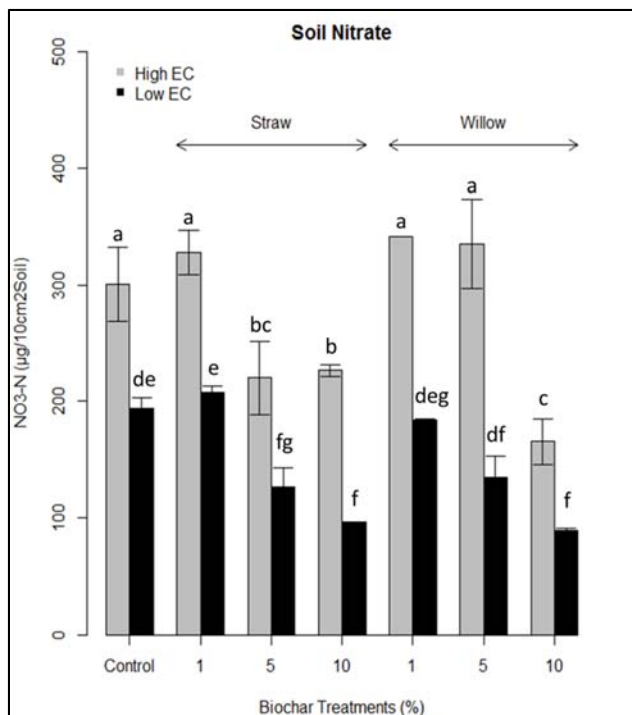 Soil Nitrate
500
400
300
200
100
0
NO3-N (µg/10cm2Soil)
High EC
Low EC
Straw
Willow
a
de
a
e
bc
fg
b
f
a
deg
a
df
c
f
Control
1
5
10
1
5
10
Biochar Treatments (%)